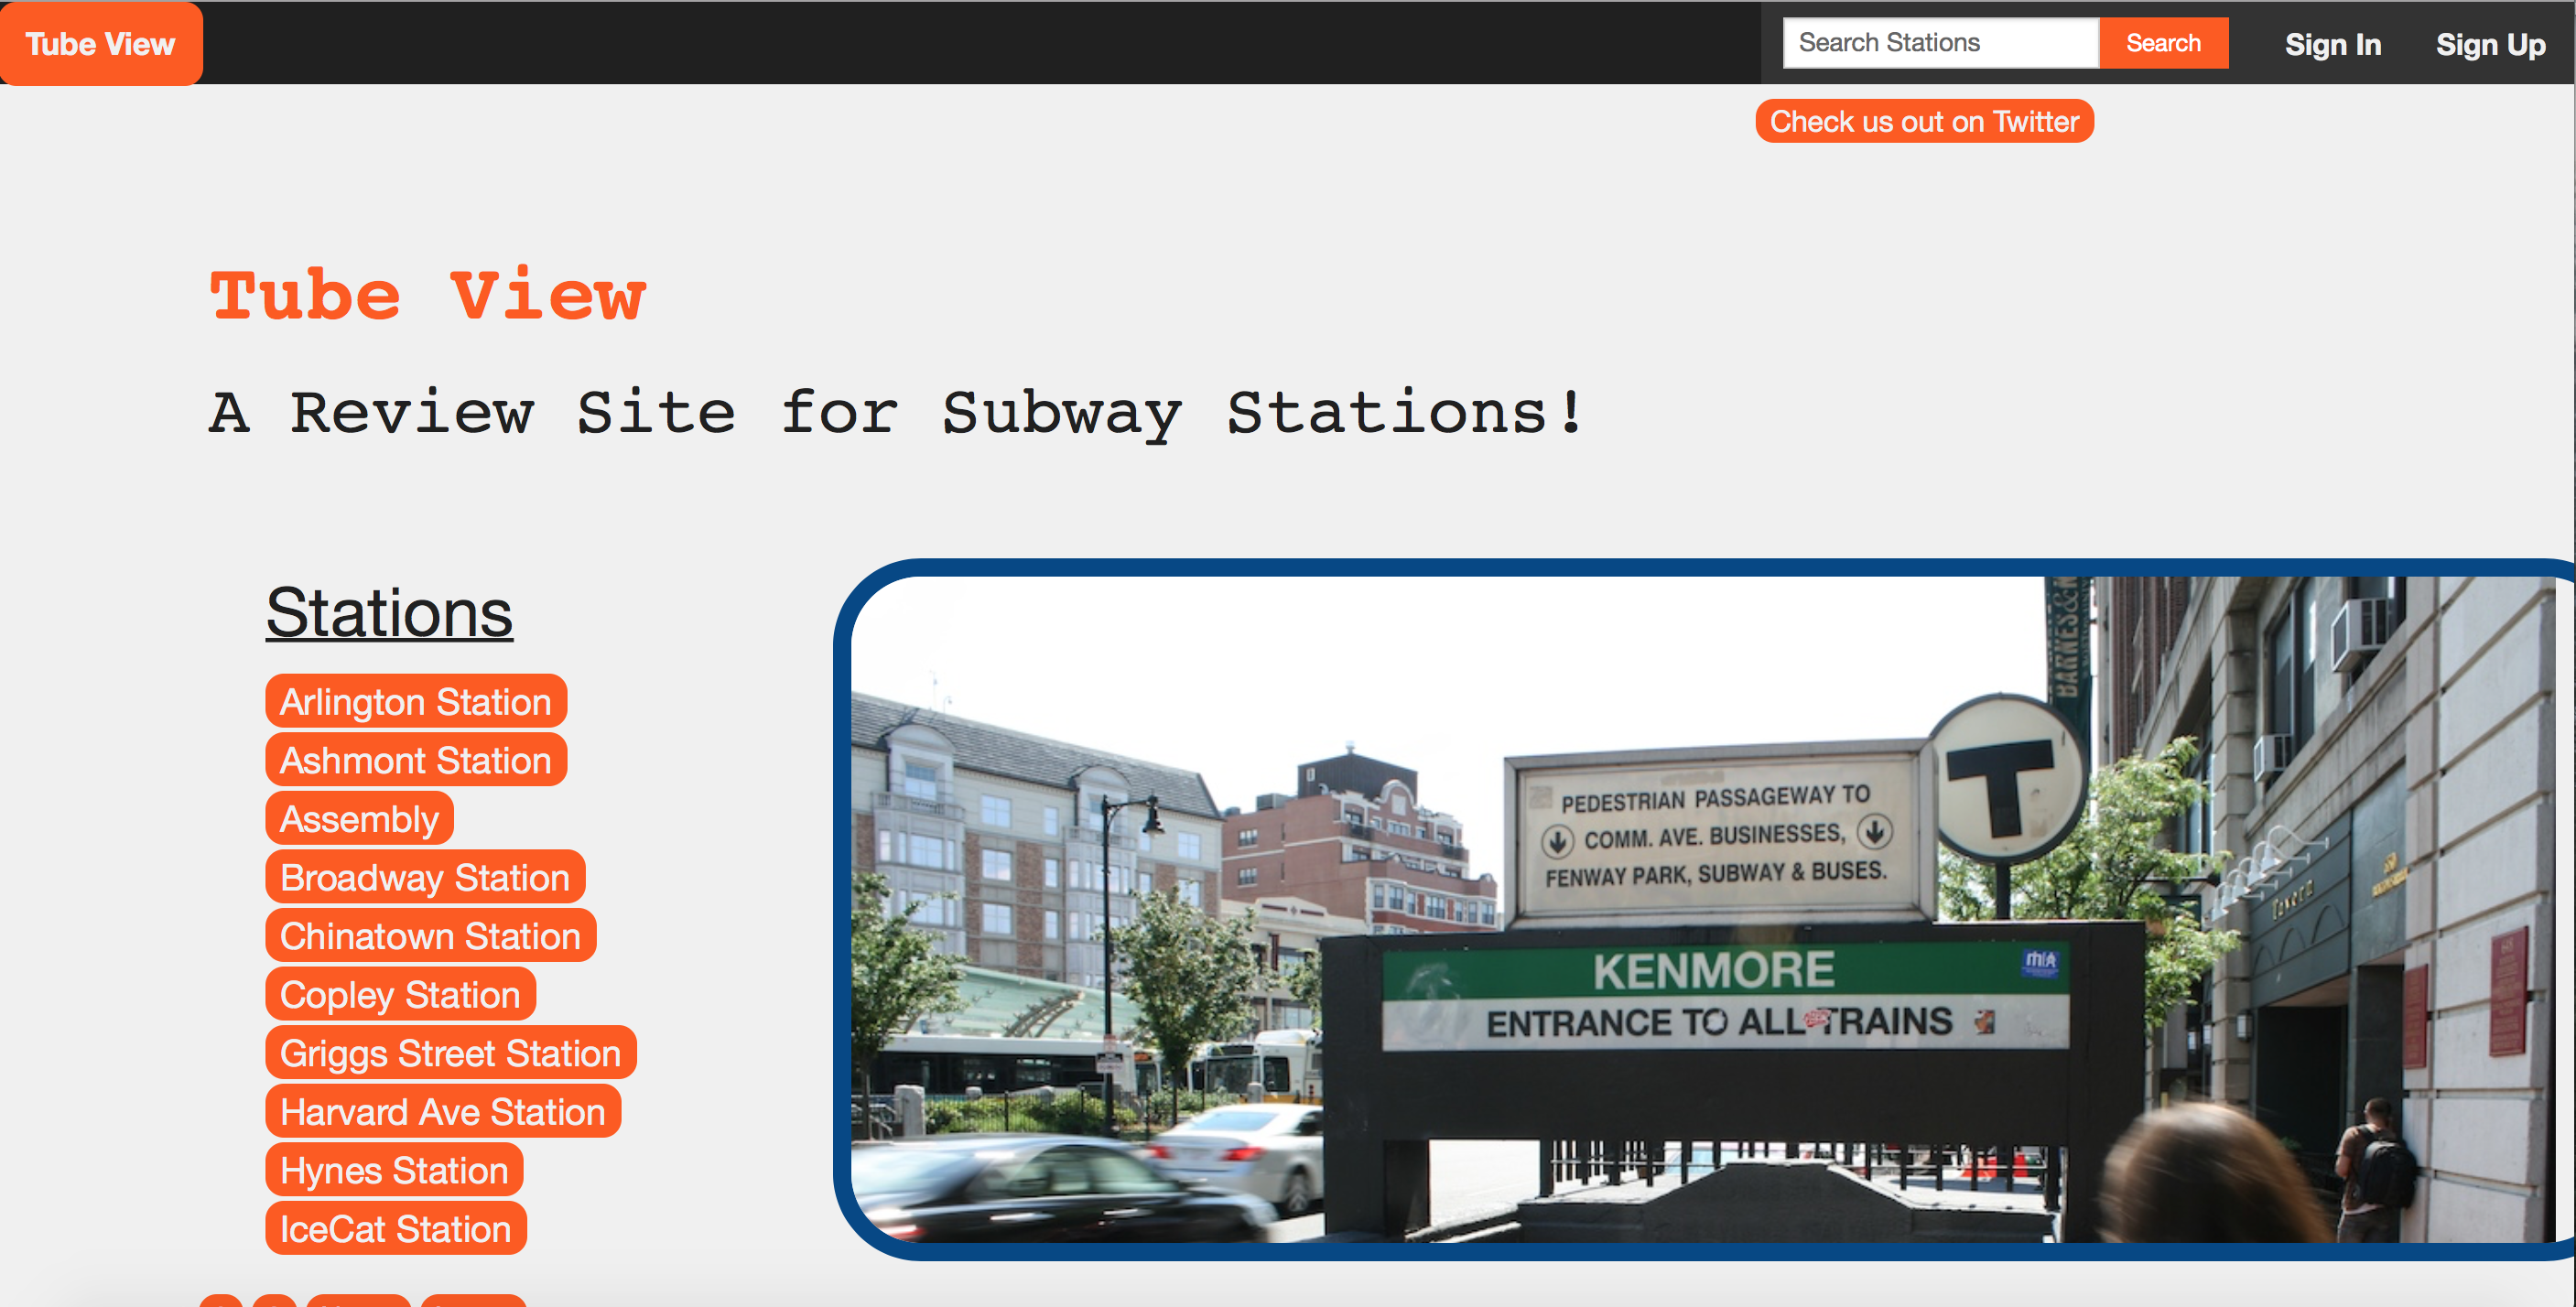 Tube View
Search Stations
Search
Sign In
Sign Up
Check us out on Twitter
Tube View
A Review Site for Subway Stations!
Stations
Arlington Station
Ashmont Station
Assembly
Broadway Station
Chinatown Station
Copley Station
Griggs Street Station
Harvard Ave Station
Hynes Station
IceCat Station
BARNES&N
T
PEDESTRIAN PASSAGEWAY TO
COMM. AVE. BUSINESSES,
FENWAY PARK, SUBWAY & BUSES.
KENMORE
ENTRANCE TO ALL TRAINS